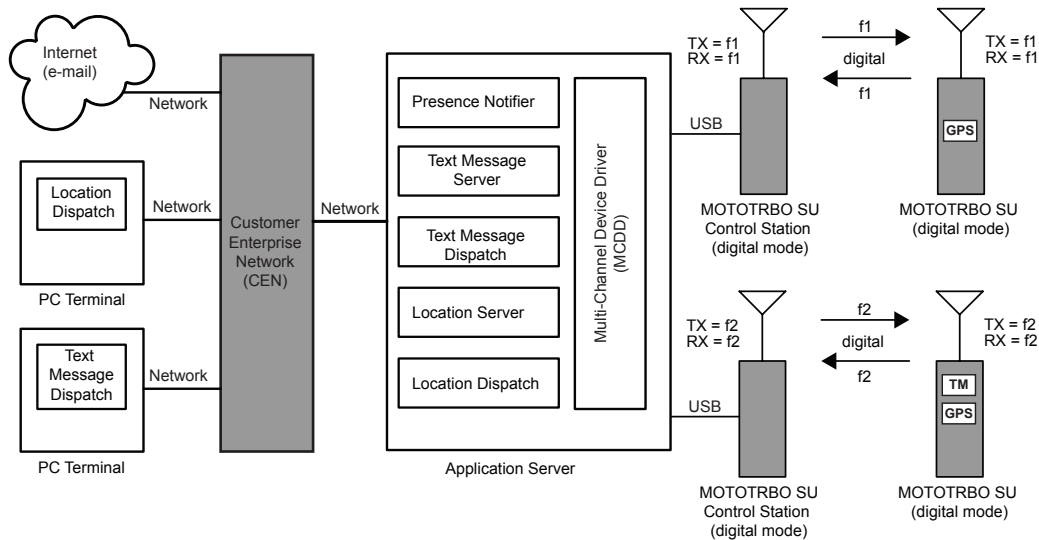 Internet
(e-mail)
Network
Location
Dispatch
Network
PC Terminal
Text
Message
Dispatch
Network
PC Terminal
Customer
Enterprise
Network
(CEN)
Network
Presence Notifier
Text Message
Server
Text Message
Dispatch
Location Server
Location Dispatch
Multi-Channel Device Driver
(MCDD)
Application Server
USB
TX = f1
RX = f1
f1
digital
f1
TX = f1
RX = f1
GPS
MOTOTRBO SU
Control Station
(digital mode)
MOTOTRBO SU
(digital mode)
USB
TX = f2
RX = f2
f2
digital
f2
TX = f2
RX = f2
TM
GPS
MOTOTRBO SU
Control Station
(digital mode)
MOTOTRBO SU
(digital mode)